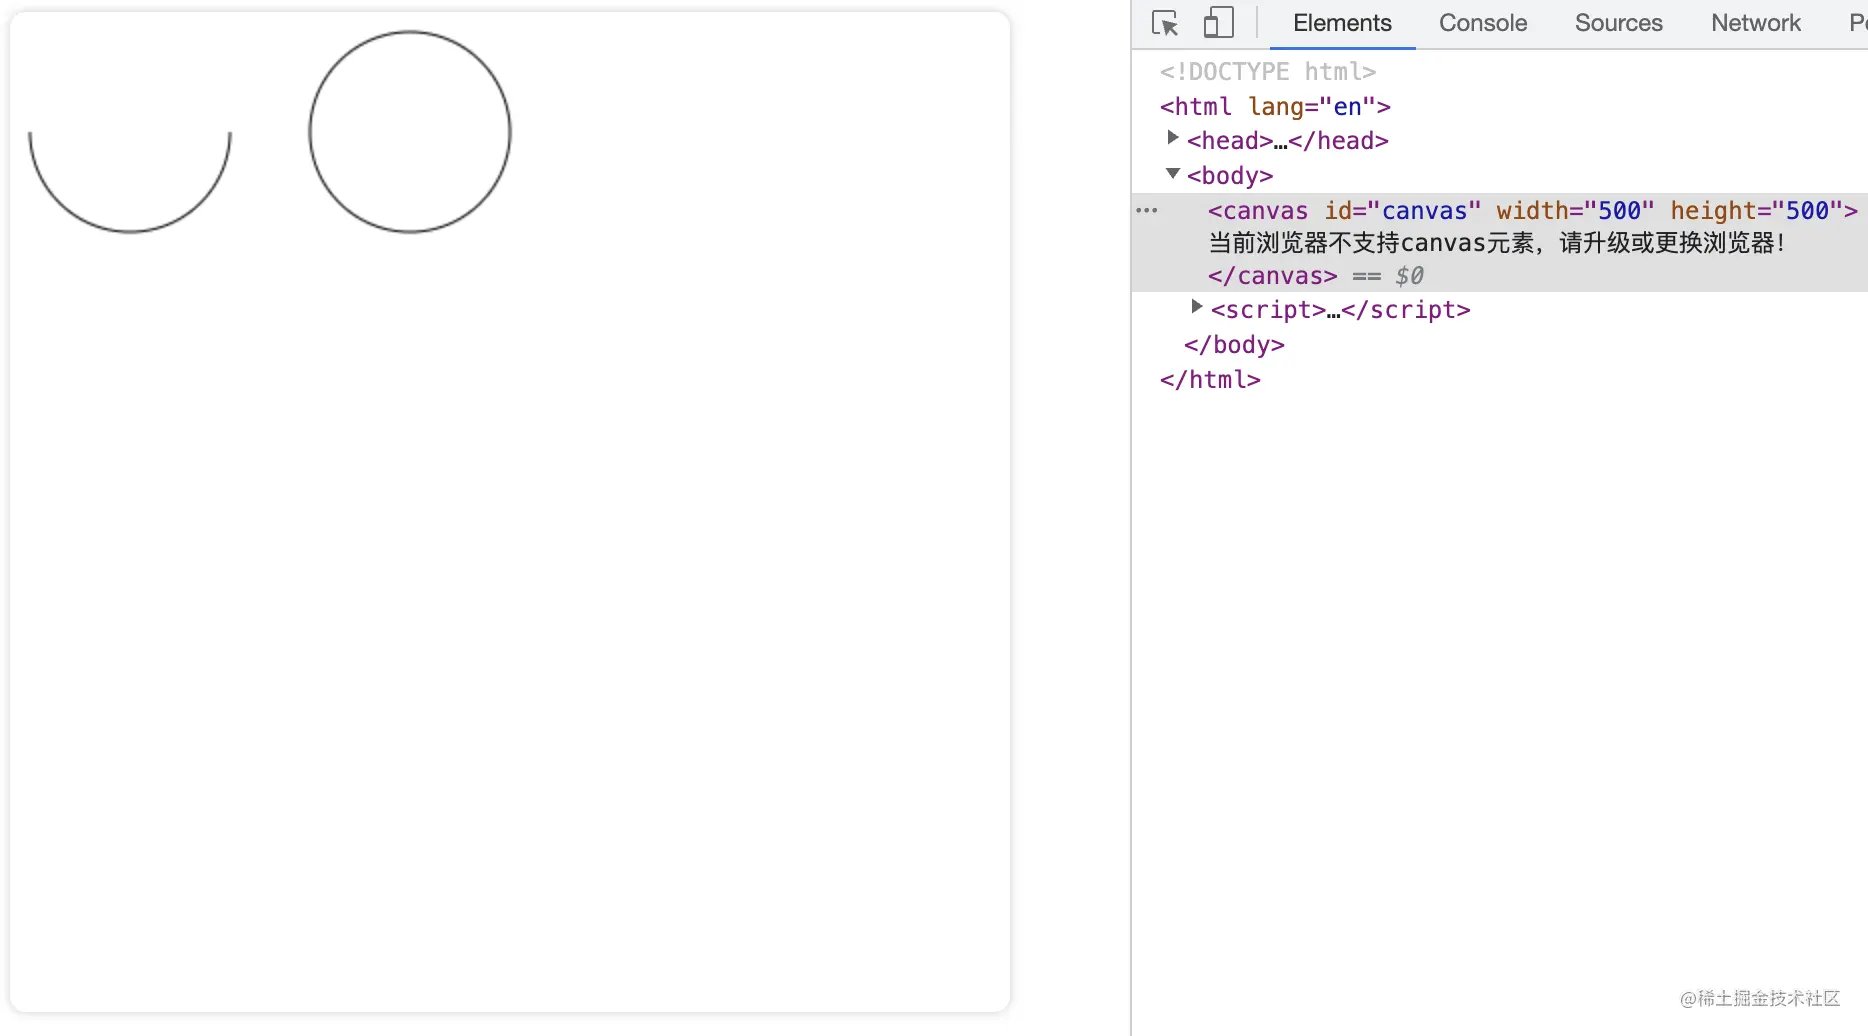 Elements Console Sources Network
<!DOCTYPE html>
<html lang="en">
<head>…</head>
<body>
<canvas id="canvas" width="500" height="500">
当前浏览器不支持canvas元素，请升级或更换浏览器！
</canvas> == $0
<script>…</script>
</body>
</html>
@稀土掘金技术社区